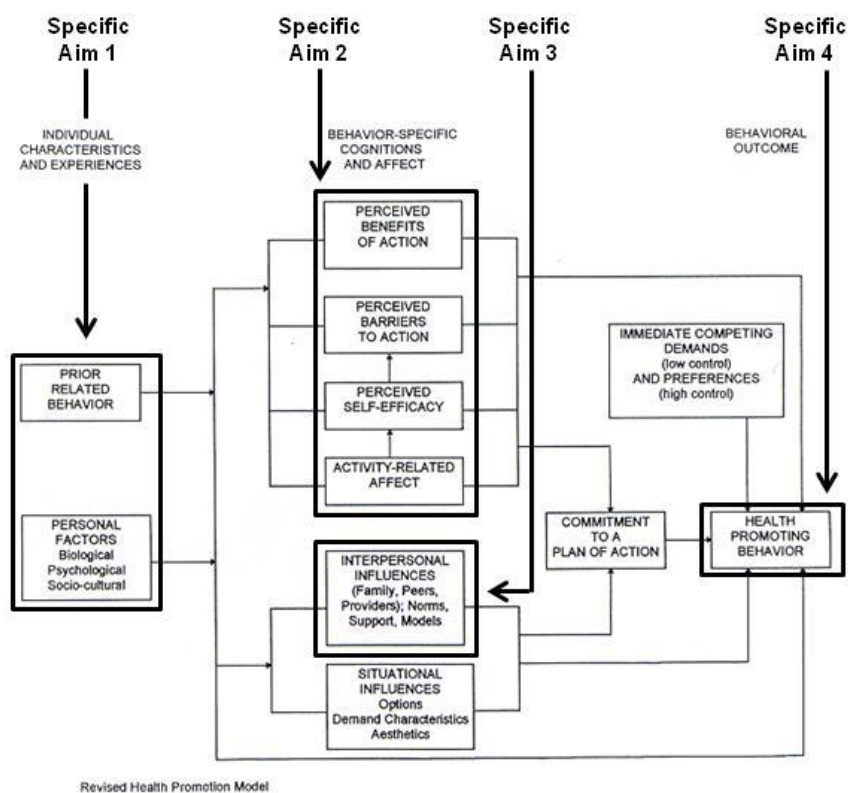 Specific
Aim 1
Specific
Aim 2
Specific
Aim 3
Specific
Aim 4
INDIVIDUAL
CHARACTERISTICS
AND EXPERIENCES
BEHAVIOR-SPECIFIC
COGNITIONS
AND AFFECT
BEHAVIORAL
OUTCOME
PERCEIVED
BENEFITS
OF ACTION
PERCEIVED
BARRIERS
TO ACTION
PERCEIVED
SELF-EFFICACY
ACTIVITY-RELATED
AFFECT
PRIOR
RELATED
BEHAVIOR
PERSONAL
FACTORS
Biological
Psychological
Socio-cultural
INTERPERSONAL
INFLUENCES
(Family, Peers,
Providers); Norms,
Support, Models
SITUATIONAL
INFLUENCES
Options
Demand Characteristics
Aesthetics
IMMEDIATE COMPETING
DEMANDS
(low control)
AND PREFERENCES
(high control)
COMMITMENT
TO A
PLAN OF ACTION
HEALTH
PROMOTING
BEHAVIOR
Revised Health Promotion Model